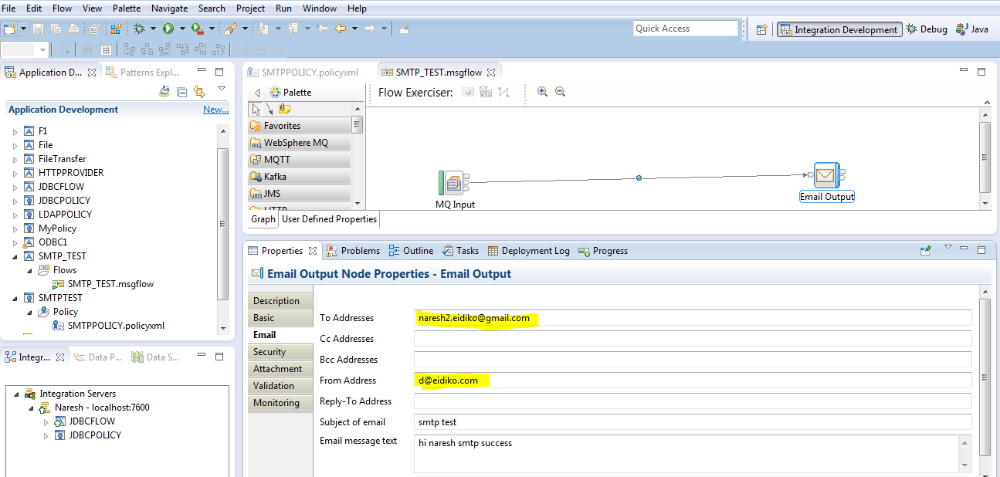 File Edit Flow View Palette Navigate Search Project Run Window Help
Quick Access
Integration Development Debug Java
Application D... Patterns Expl...
Application Development New...
F1
File
FileTransfer
HTTPPROVIDER
JDBCFLOW
JDBCPOLICY
LDAPPOLICY
MyPolicy
ODBC1
SMTP_TEST
Flows
SMTP_TEST.msgflow
SMTPTEST
Policy
SMTPPOLICY.policyxml
Integr... Data P... Data S...
Integration Servers
Naresh - localhost:7600
JDBCFLOW
JDBCPOLICY
SMTPPOLICY.policyxml SMTP_TEST.msgflow
Palette
Flow Exerciser:
Favorites
WebSphere MQ
MQTT
Kafka
JMS
HTTP
MQ Input
Email Output
Graph User Defined Properties
Properties Problems Outline Tasks Deployment Log Progress
Email Output Node Properties - Email Output
Description
Basic
Email
Security
Attachment
Validation
Monitoring
To Addresses naresh2.eidiko@gmail.com
Cc Addresses
Bcc Addresses
From Address d@eidiko.com
Reply-To Address
Subject of email smtp test
Email message text hi naresh smtp success